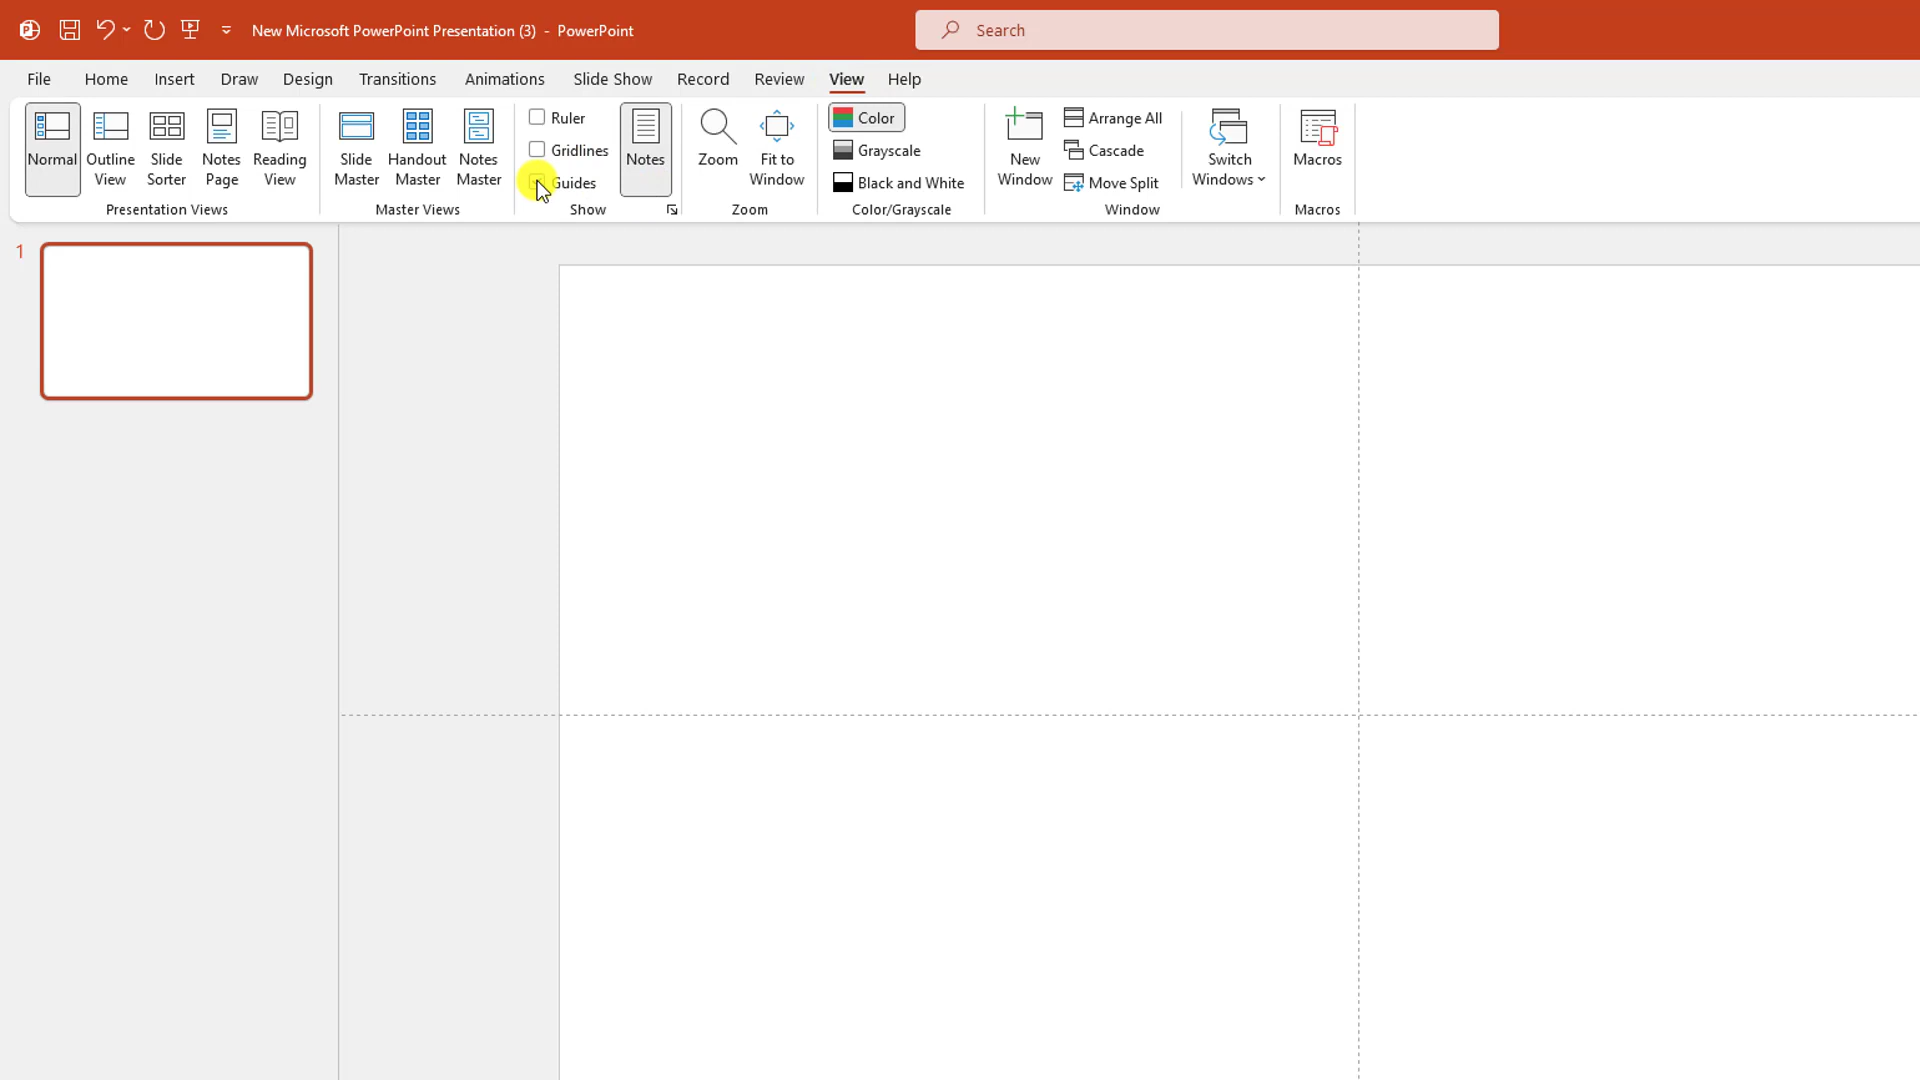 New Microsoft PowerPoint Presentation (3) - PowerPoint
Search
File Home Insert Draw Design Transitions Animations Slide Show Record Review View Help
Normal
Outline View
Slide Sorter
Notes Page
Reading View
Presentation Views
Slide Master
Handout Master
Notes Master
Master Views
Ruler
Gridlines
Guides
Notes
Show
Zoom
Fit to Window
Zoom
Color
Grayscale
Black and White
Color/Grayscale
New Window
Arrange All
Cascade
Move Split
Switch Windows
Window
Macros
Macros
1